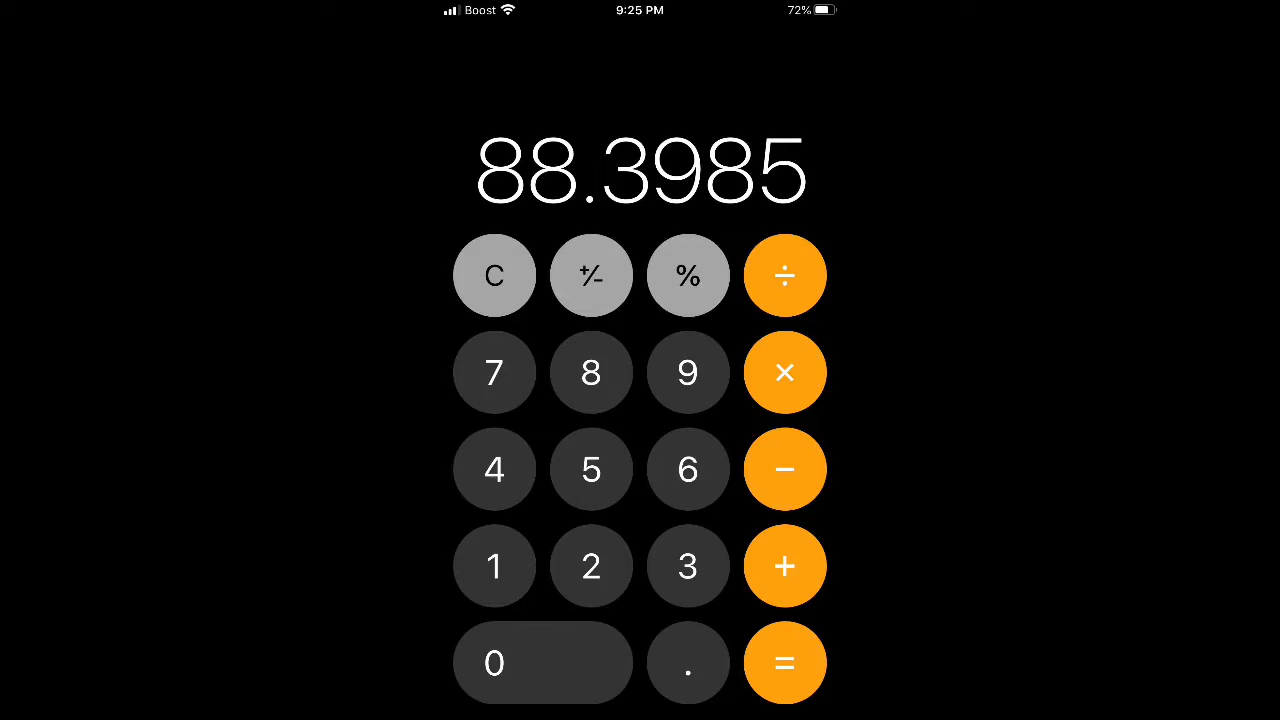 Boost 9:25 PM 72%
88.3985
C ⁺⁄₋ % ÷
7 8 9 ×
4 5 6 −
1 2 3 +
0 . =